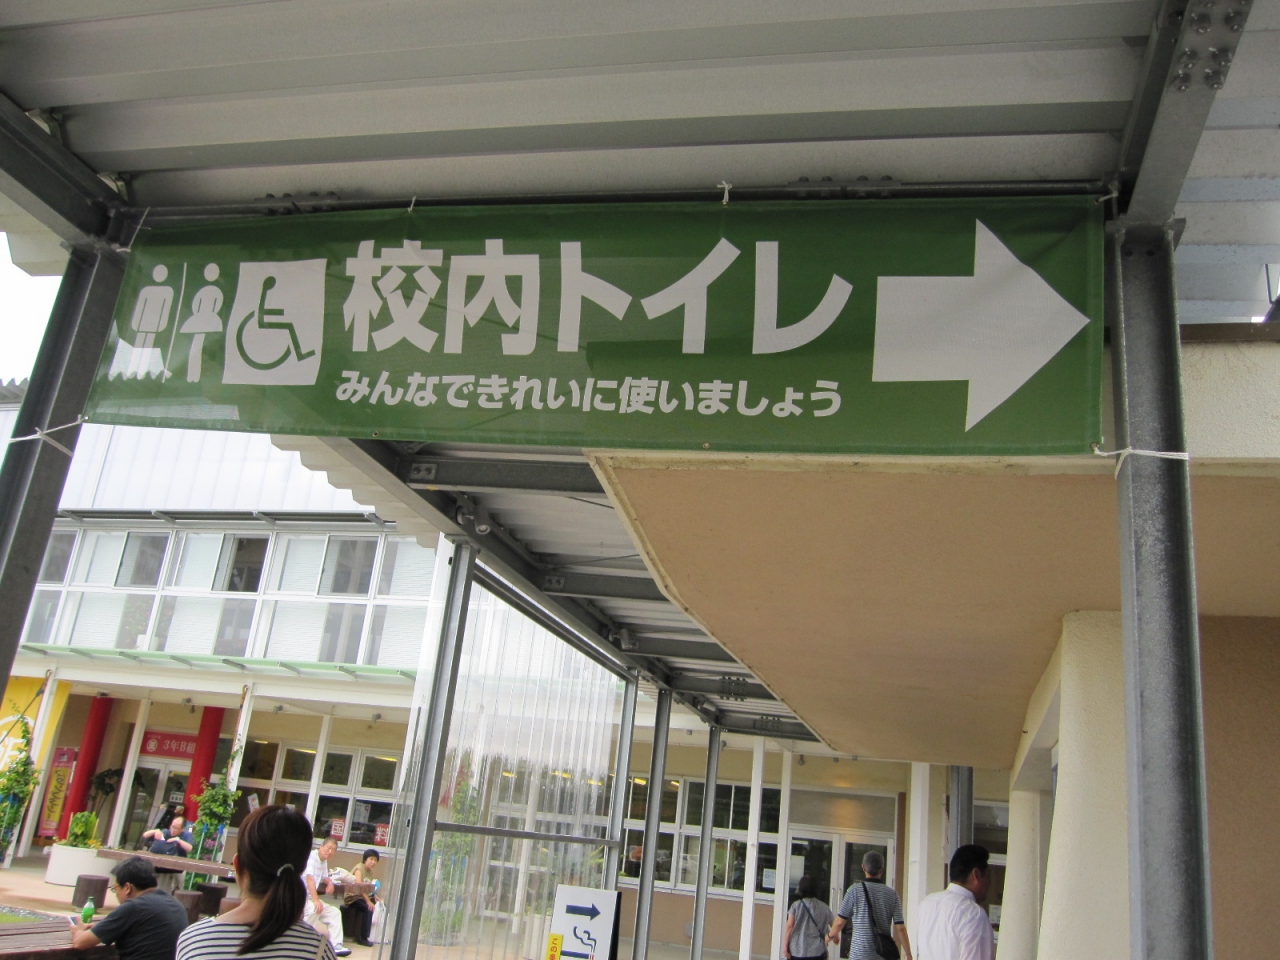 校内トイレ
みんなできれいに使いましょう
3年B組